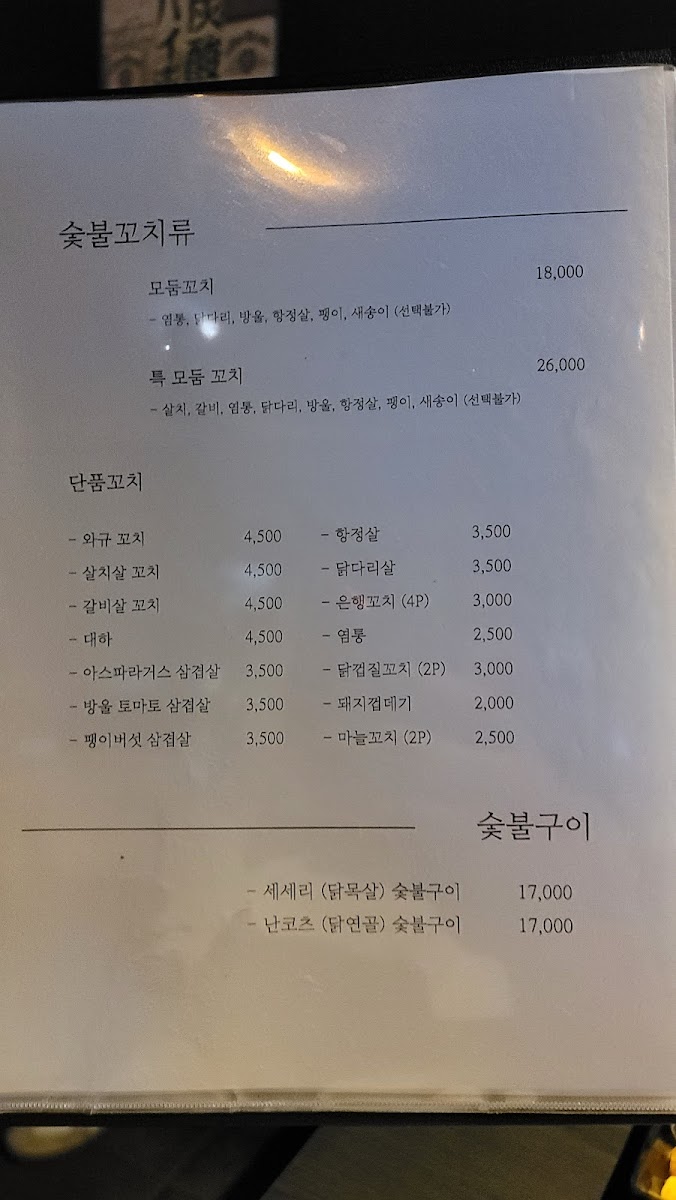 숯불꼬치류
모둠꼬치 18,000
- 염통, 닭다리, 방울, 항정살, 팽이, 새송이 (선택불가)
특 모둠 꼬치 26,000
- 살치, 갈비, 염통, 닭다리, 방울, 항정살, 팽이, 새송이 (선택불가)
단품꼬치
- 와규 꼬치 4,500 - 항정살 3,500
- 살치살 꼬치 4,500 - 닭다리살 3,500
- 갈비살 꼬치 4,500 - 은행꼬치 (4P) 3,000
- 대하 4,500 - 염통 2,500
- 아스파라거스 삼겹살 3,500 - 닭껍질꼬치 (2P) 3,000
- 방울 토마토 삼겹살 3,500 - 돼지껍데기 2,000
- 팽이버섯 삼겹살 3,500 - 마늘꼬치 (2P) 2,500
숯불구이
- 세세리 (닭목살) 숯불구이 17,000
- 난코츠 (닭연골) 숯불구이 17,000